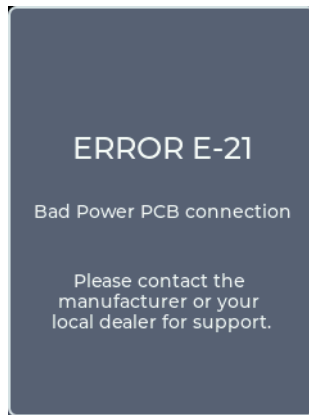 ERROR E-21
Bad Power PCB connection
Please contact the
manufacturer or your
local dealer for support.